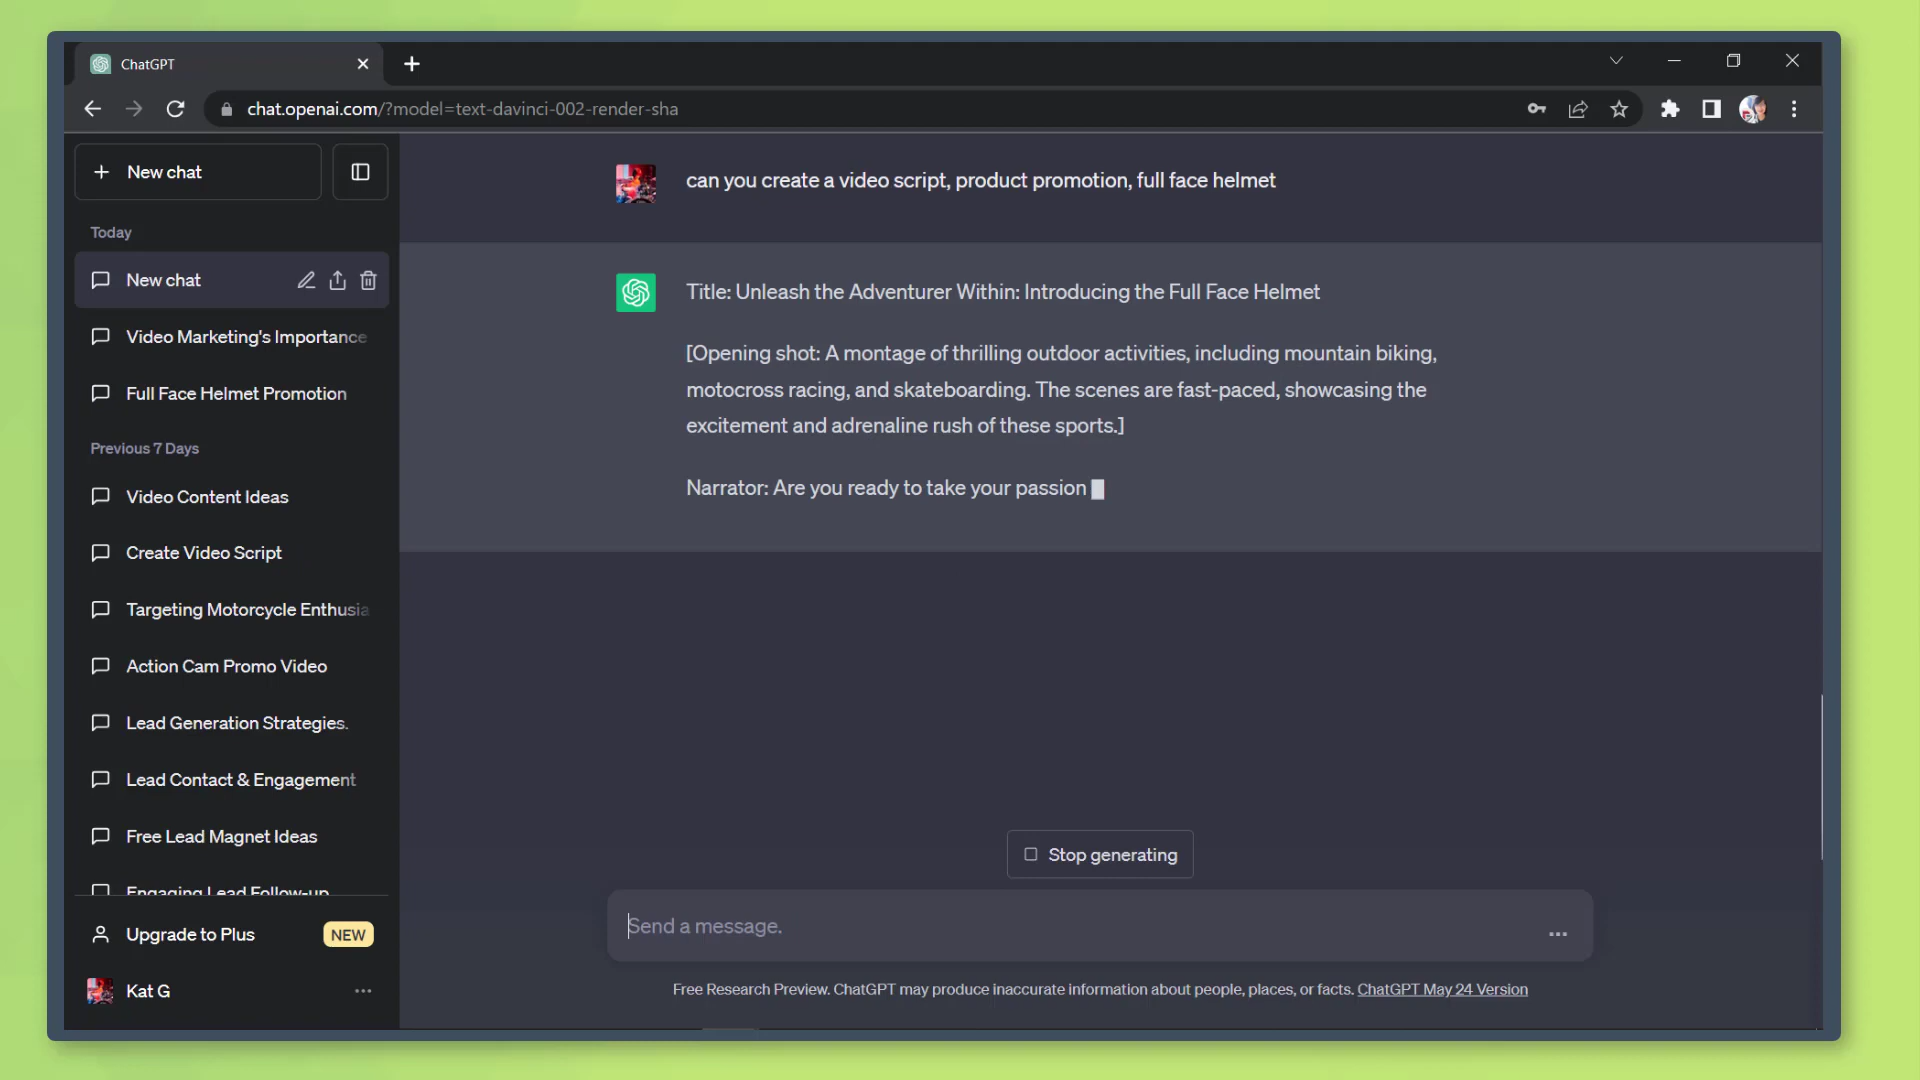 ChatGPT
chat.openai.com/?model=text-davinci-002-render-sha
New chat
Today
New chat
Video Marketing's Importance
Full Face Helmet Promotion
Previous 7 Days
Video Content Ideas
Create Video Script
Targeting Motorcycle Enthusia
Action Cam Promo Video
Lead Generation Strategies.
Lead Contact & Engagement
Free Lead Magnet Ideas
Engaging Lead Follow-up
Upgrade to Plus NEW
Kat G
can you create a video script, product promotion, full face helmet
Title: Unleash the Adventurer Within: Introducing the Full Face Helmet
[Opening shot: A montage of thrilling outdoor activities, including mountain biking,
motocross racing, and skateboarding. The scenes are fast-paced, showcasing the
excitement and adrenaline rush of these sports.]
Narrator: Are you ready to take your passion
Stop generating
Send a message.
Free Research Preview. ChatGPT may produce inaccurate information about people, places, or facts. ChatGPT May 24 Version